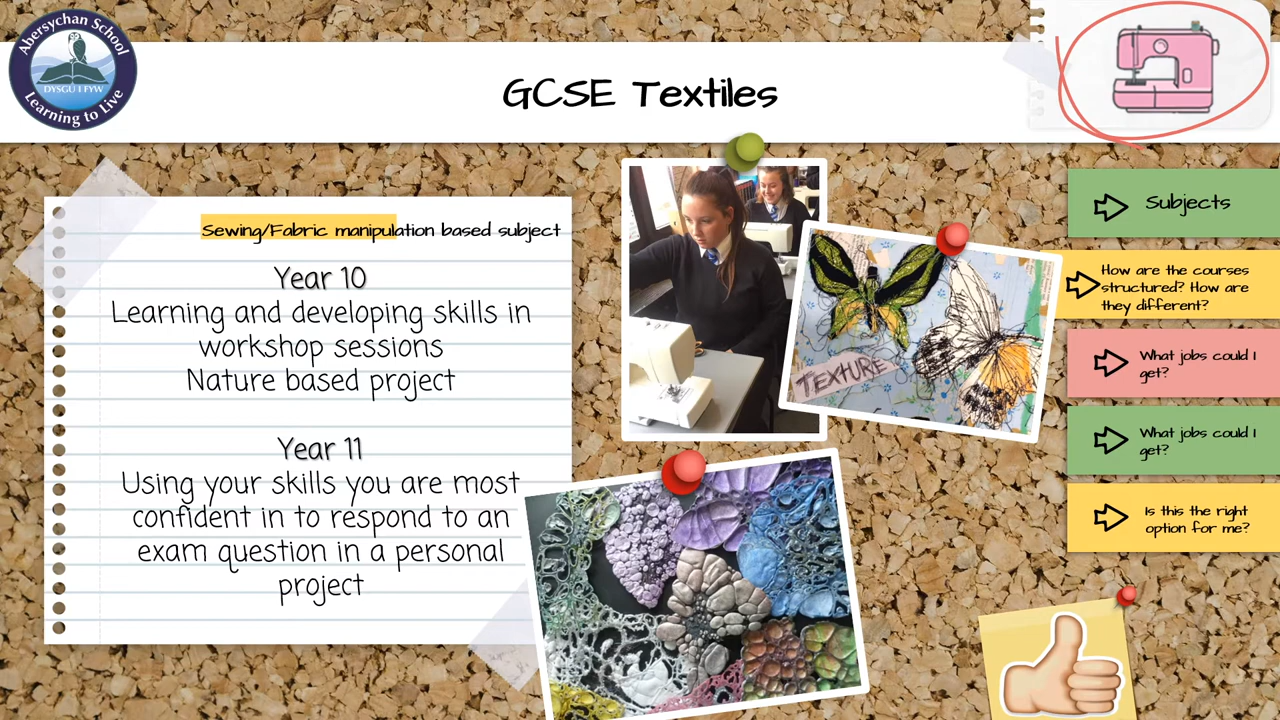 Abersychan School
DYSGU I FYW
Learning to Live
GCSE Textiles
Sewing/Fabric manipulation based subject
Year 10
Learning and developing skills in
workshop sessions
Nature based project
Year 11
Using your skills you are most
confident in to respond to an
exam question in a personal
project
TEXTURE
Subjects
How are the courses
structured? How are
they different?
What jobs could I
get?
What jobs could I
get?
Is this the right
option for me?